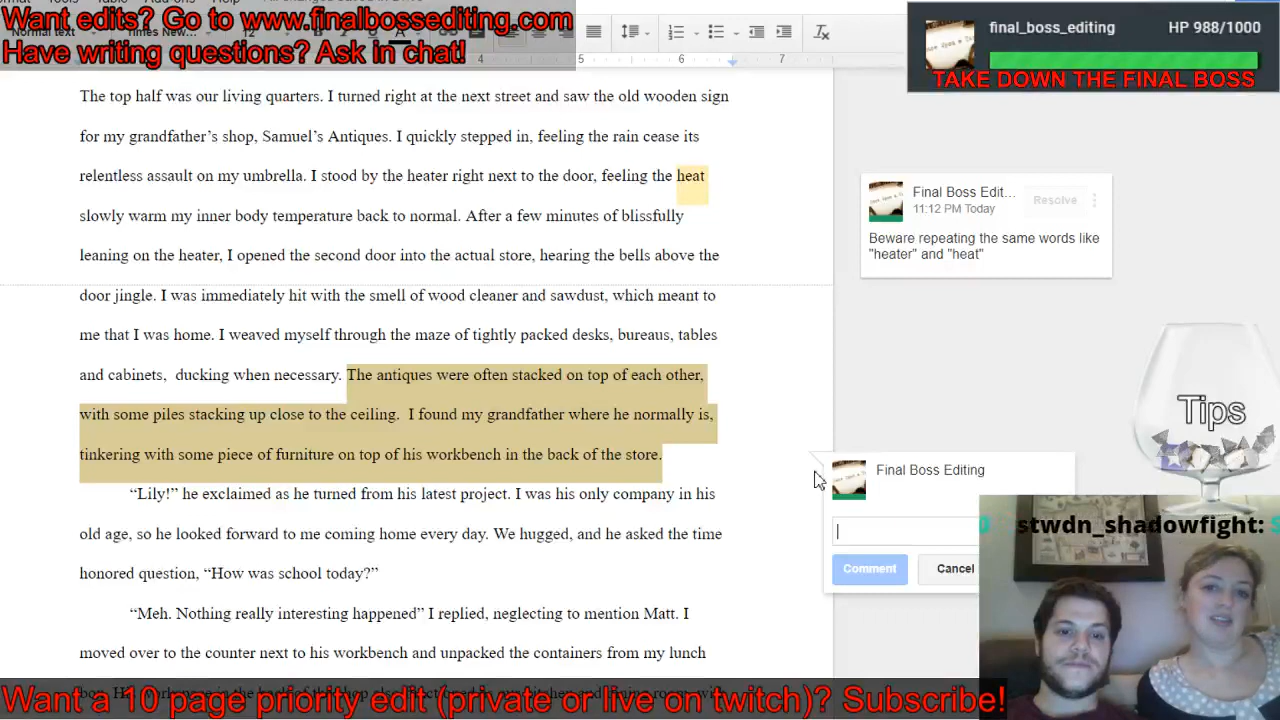 Want edits? Go to www.finalbossediting.com
Have writing questions? Ask in chat!
final_boss_editing HP 988/1000
TAKE DOWN THE FINAL BOSS
4 5 6 7
The top half was our living quarters. I turned right at the next street and saw the old wooden sign
for my grandfather’s shop, Samuel’s Antiques. I quickly stepped in, feeling the rain cease its
relentless assault on my umbrella. I stood by the heater right next to the door, feeling the heat
slowly warm my inner body temperature back to normal. After a few minutes of blissfully
leaning on the heater, I opened the second door into the actual store, hearing the bells above the
door jingle. I was immediately hit with the smell of wood cleaner and sawdust, which meant to
me that I was home. I weaved myself through the maze of tightly packed desks, bureaus, tables
and cabinets,  ducking when necessary. The antiques were often stacked on top of each other,
with some piles stacking up close to the ceiling.  I found my grandfather where he normally is,
tinkering with some piece of furniture on top of his workbench in the back of the store.
“Lily!” he exclaimed as he turned from his latest project. I was his only company in his
old age, so he looked forward to me coming home every day. We hugged, and he asked the time
honored question, “How was school today?”
“Meh. Nothing really interesting happened” I replied, neglecting to mention Matt. I
moved over to the counter next to his workbench and unpacked the containers from my lunch
Final Boss Edit...
11:12 PM Today
Resolve
Beware repeating the same words like
"heater" and "heat"
Tips
Final Boss Editing
Comment Cancel
stwdn_shadowfight:
Want a 10 page priority edit (private or live on twitch)? Subscribe!